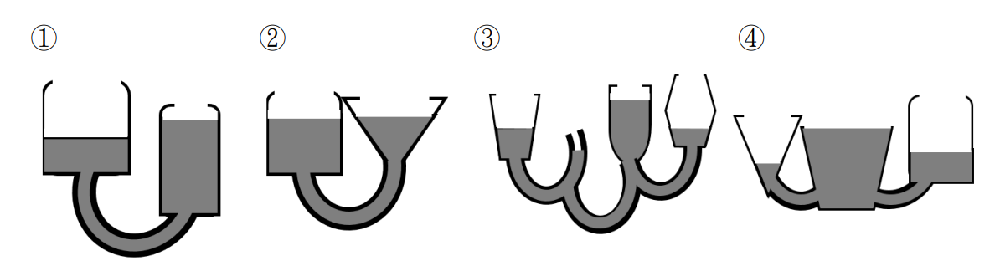 ① ② ③ ④